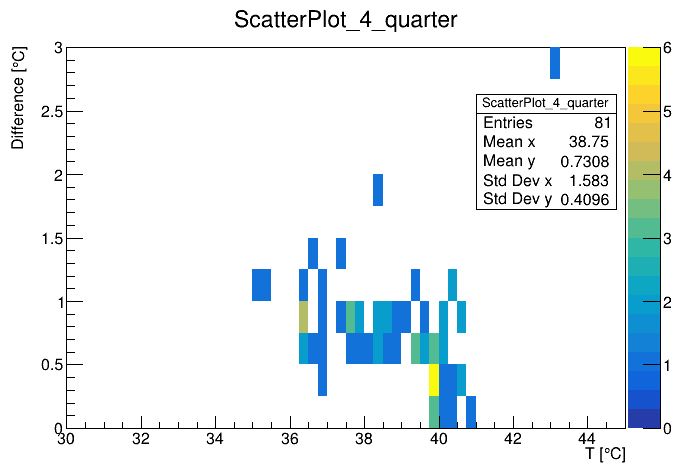 ScatterPlot_4_quarter
Difference [°C]
3
2.5
2
1.5
1
0.5
0
30 32 34 36 38 40 42 44
T [°C]
ScatterPlot_4_quarter
Entries 81
Mean x 38.75
Mean y 0.7308
Std Dev x 1.583
Std Dev y 0.4096
6
5
4
3
2
1
0